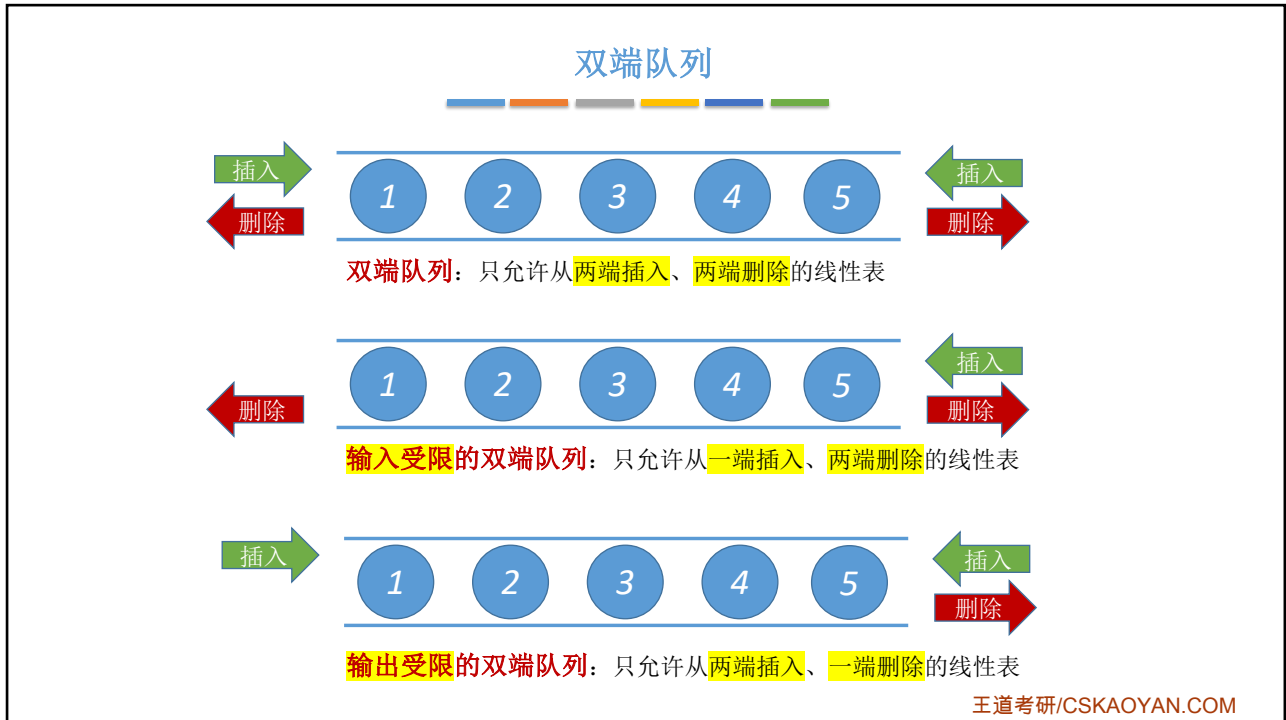 双端队列
插入 1 2 3 4 5 插入
删除 删除
双端队列：只允许从两端插入、两端删除的线性表
1 2 3 4 5 插入
删除 删除
输入受限的双端队列：只允许从一端插入、两端删除的线性表
插入 1 2 3 4 5 插入
删除
输出受限的双端队列：只允许从两端插入、一端删除的线性表
王道考研/CSKAOYAN.COM